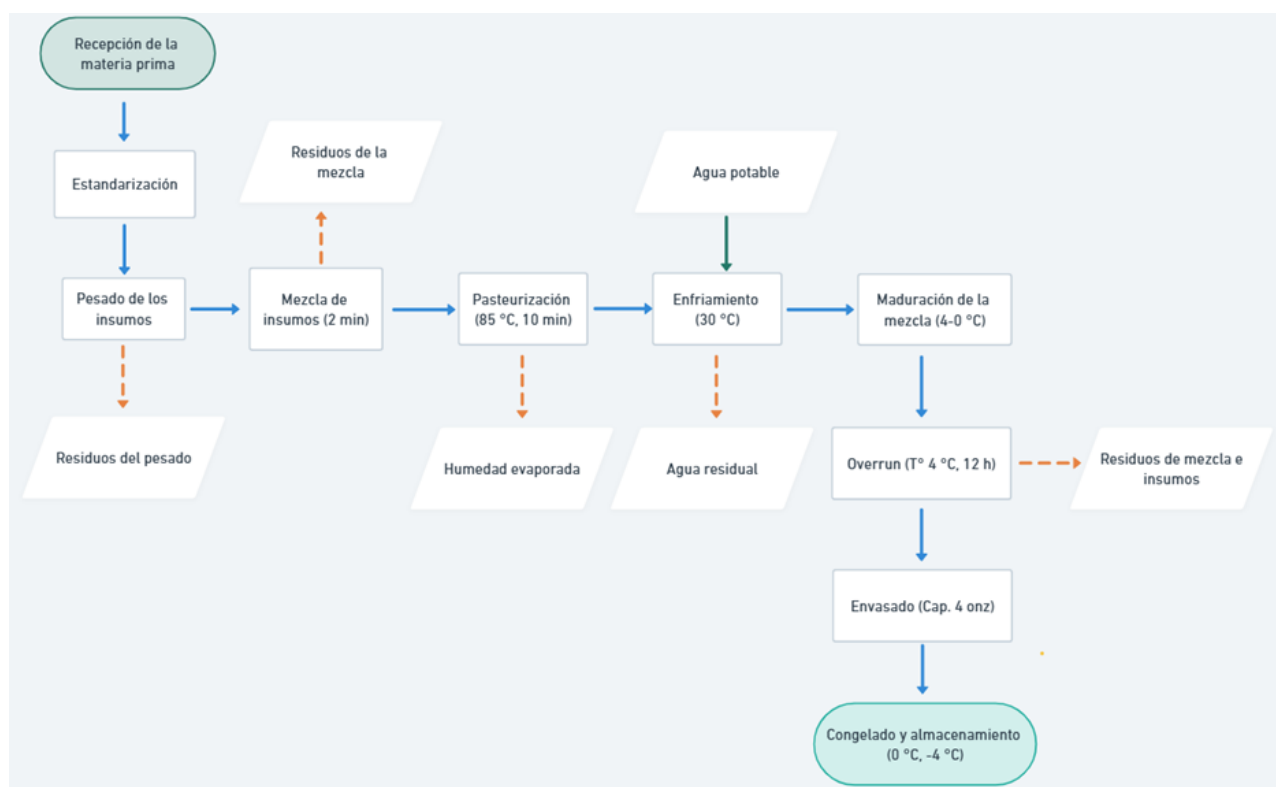 Recepción de la
materia prima
Estandarización
Residuos de la
mezcla
Agua potable
Pesado de los
insumos
Mezcla de
insumos (2 min)
Pasteurización
(85 °C, 10 min)
Enfriamiento
(30 °C)
Maduración de la
mezcla (4-0 °C)
Residuos del pesado
Humedad evaporada
Agua residual
Overrun (T° 4 °C, 12 h)
Residuos de mezcla e
insumos
Envasado (Cap. 4 onz)
Congelado y almacenamiento
(0 °C, -4 °C)